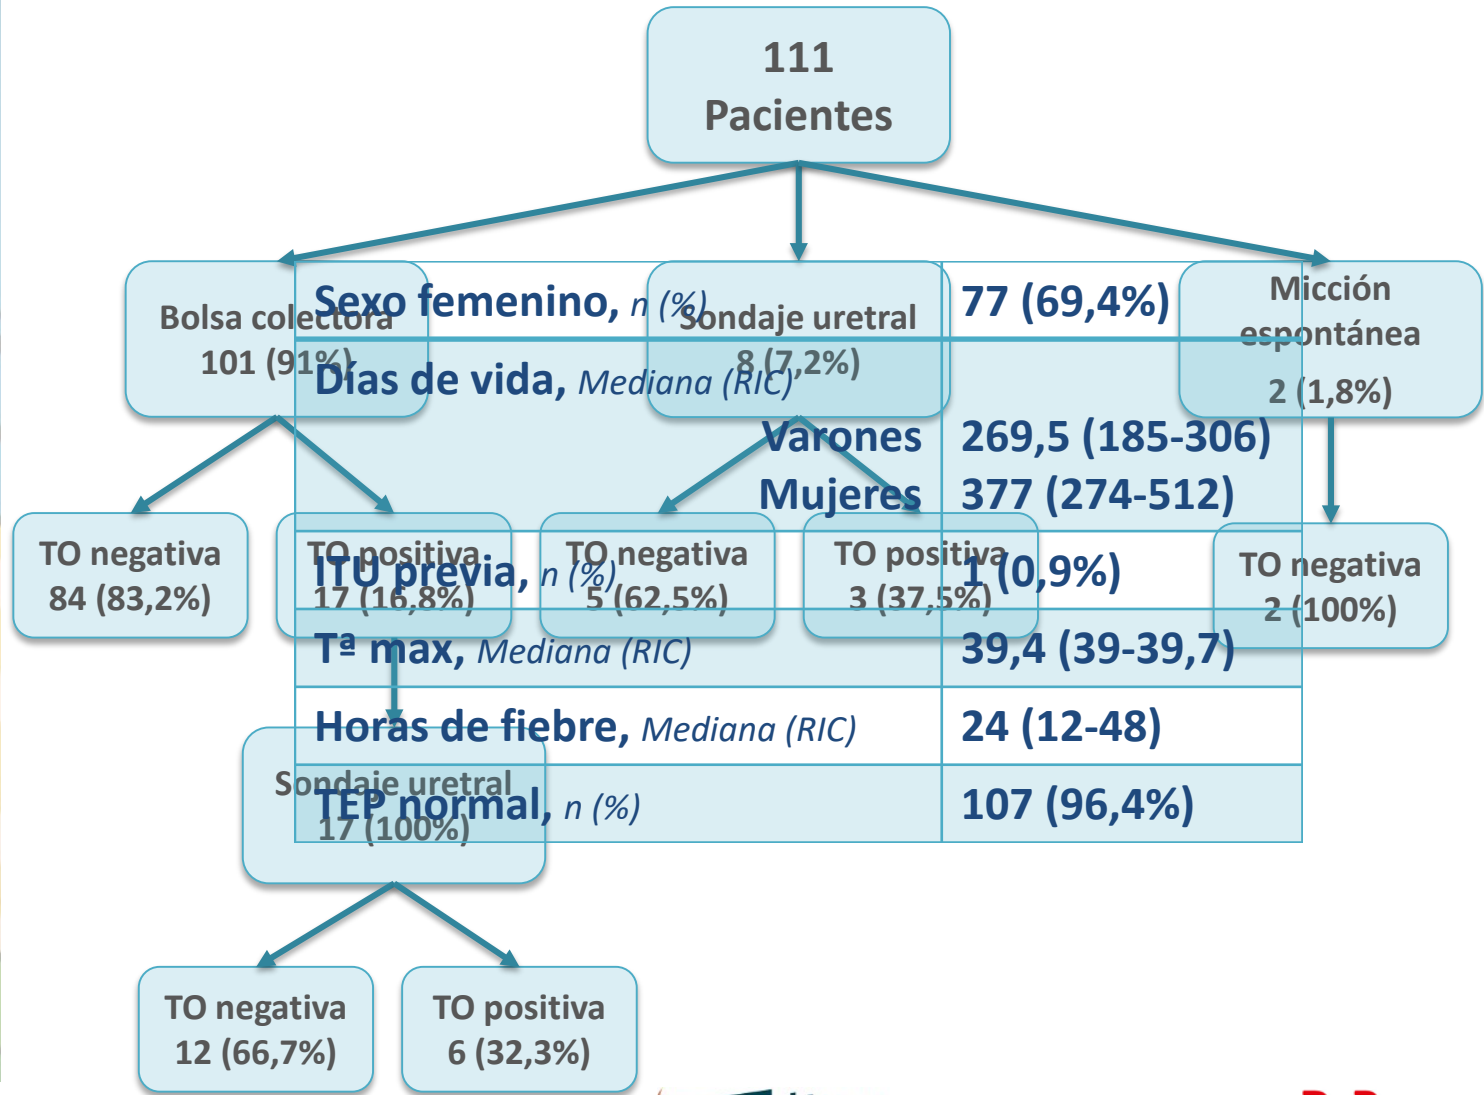 111
Pacientes
Bolsa colectora
101 (91%)
Sondaje uretral
8 (7,2%)
Micción
espontánea
2 (1,8%)
TO negativa
84 (83,2%)
TO positiva
17 (16,8%)
TO negativa
5 (62,5%)
TO positiva
3 (37,5%)
TO negativa
2 (100%)
Sondaje uretral
17 (100%)
TO negativa
12 (66,7%)
TO positiva
6 (32,3%)
Sexo femenino, n (%) 77 (69,4%)
Días de vida, Mediana (RIC)
Varones 269,5 (185-306)
Mujeres 377 (274-512)
ITU previa, n (%) 1 (0,9%)
Tª max, Mediana (RIC) 39,4 (39-39,7)
Horas de fiebre, Mediana (RIC) 24 (12-48)
TEP normal, n (%) 107 (96,4%)